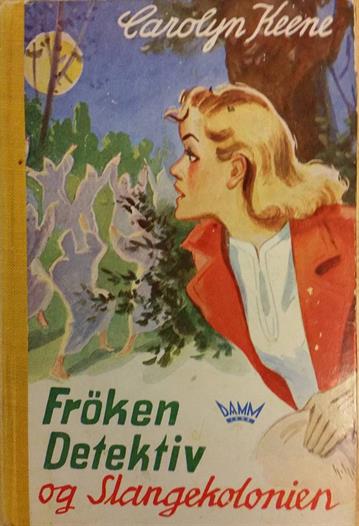 Carolyn Keene
DAMM
Fröken
Detektiv
og Slangekolonien